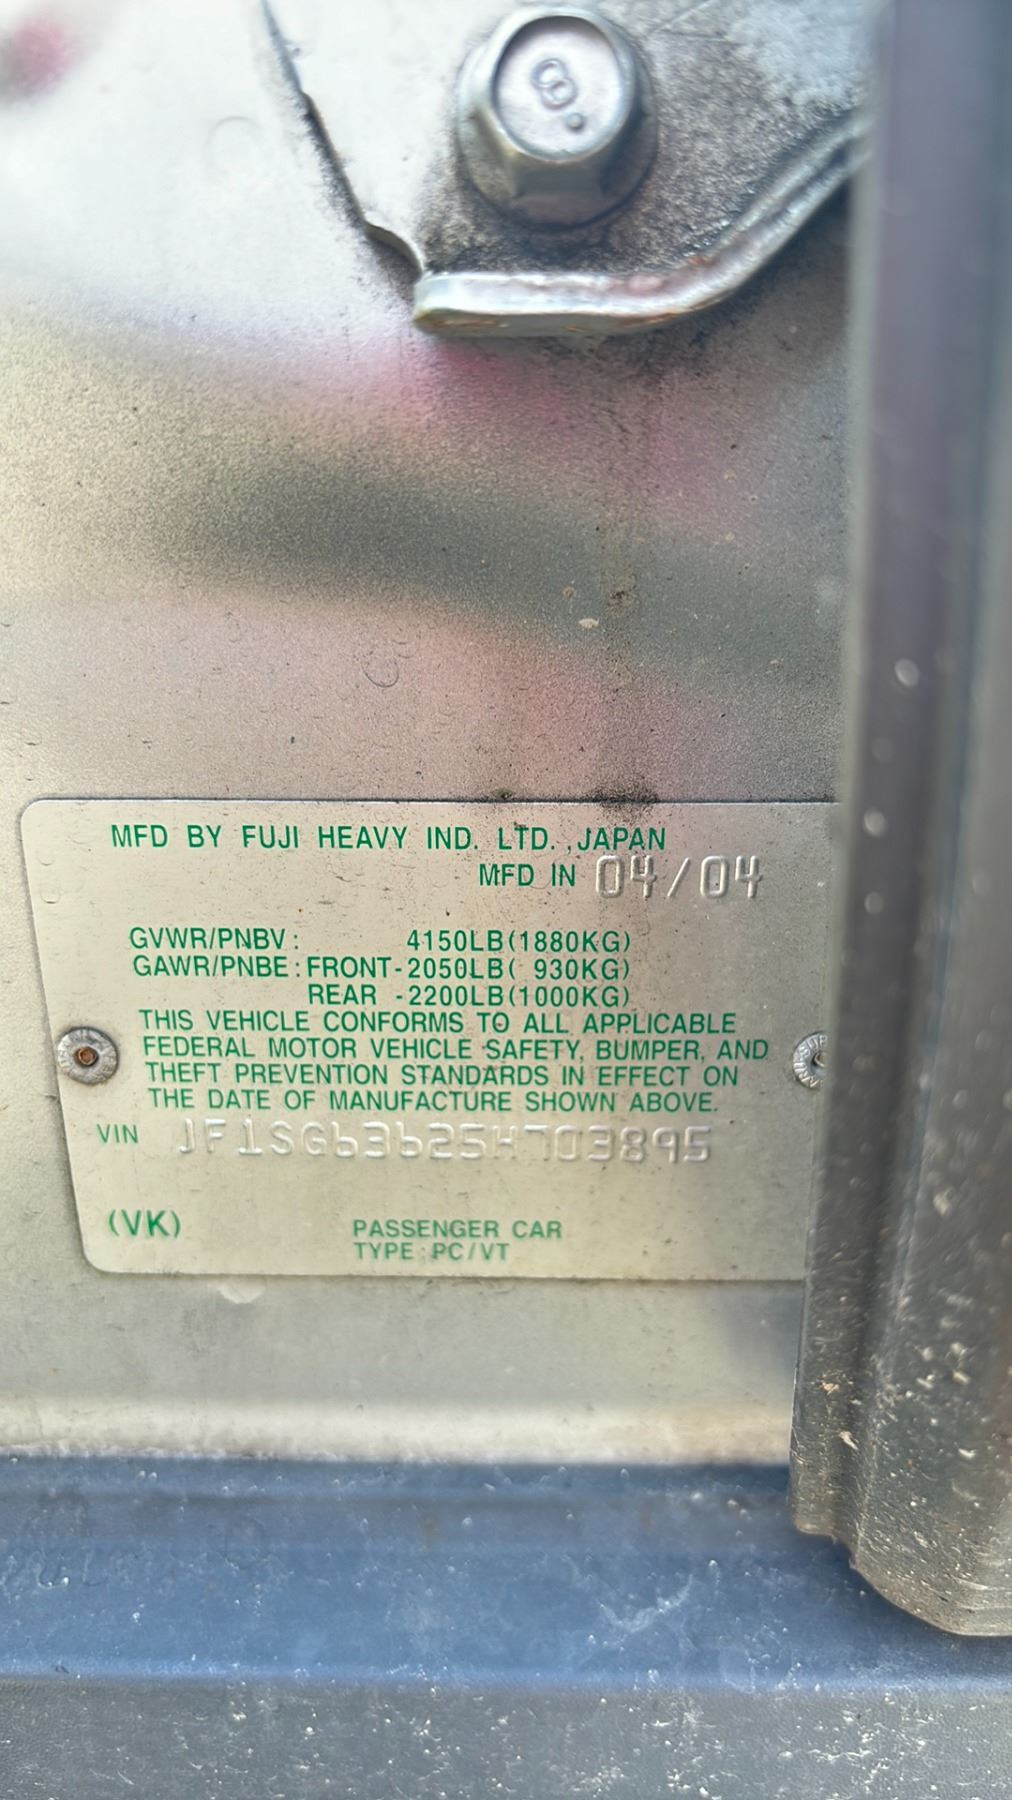 8.
MFD BY FUJI HEAVY IND. LTD., JAPAN
MFD IN 04/04
GVWR/PNBV: 4150LB(1880KG)
GAWR/PNBE: FRONT-2050LB( 930KG)
REAR -2200LB(1000KG)
THIS VEHICLE CONFORMS TO ALL APPLICABLE
FEDERAL MOTOR VEHICLE SAFETY, BUMPER, AND
THEFT PREVENTION STANDARDS IN EFFECT ON
THE DATE OF MANUFACTURE SHOWN ABOVE.
VIN JF1SG63625H703895
(VK) PASSENGER CAR
TYPE:PC/VT